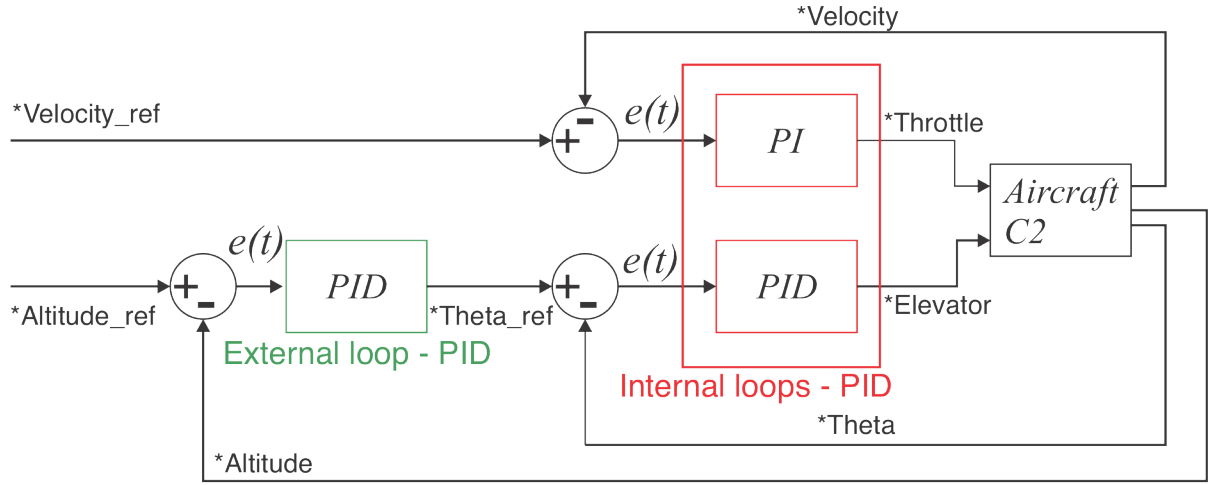 *Velocity
*Velocity_ref
+
-
e(t)
PI
*Throttle
Aircraft
C2
*Altitude_ref
+
-
e(t)
PID
*Theta_ref
+
-
e(t)
PID
*Elevator
External loop - PID
Internal loops - PID
*Theta
*Altitude